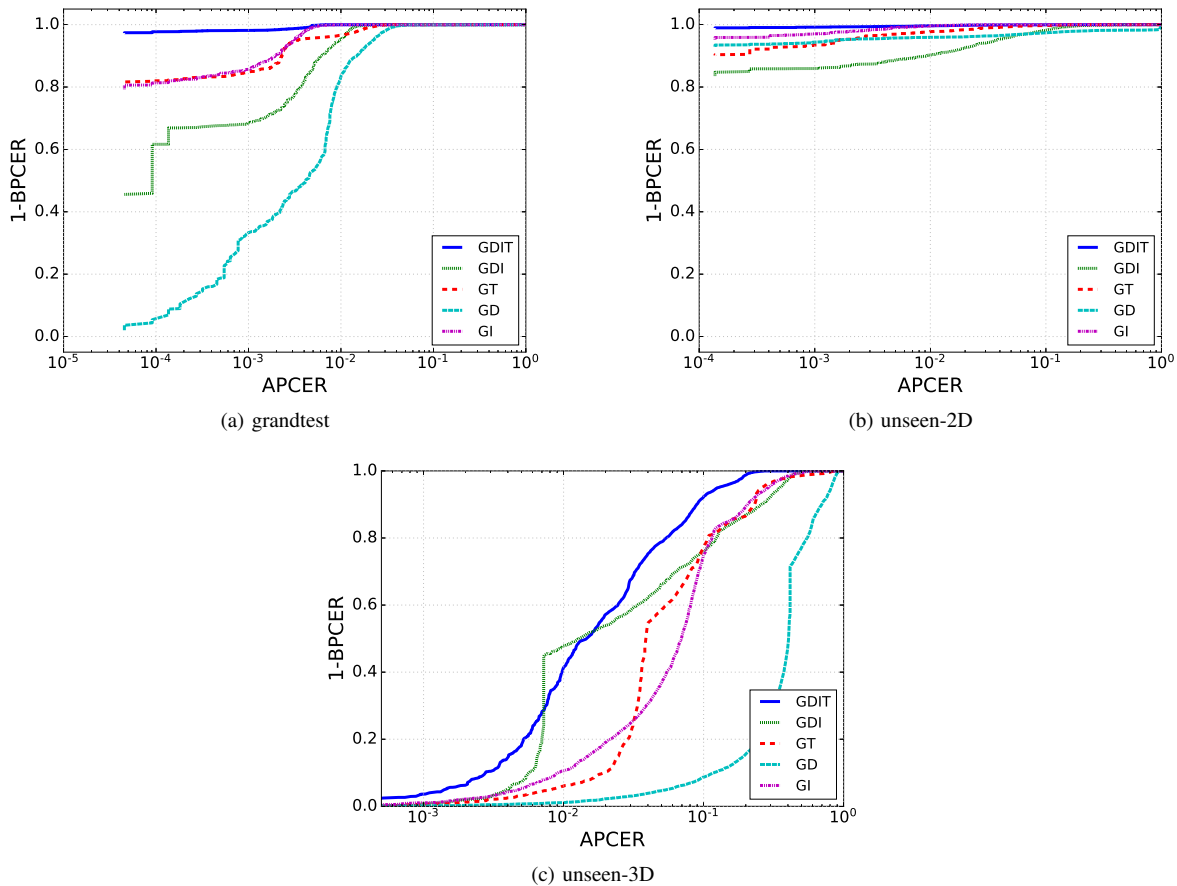 1.0
0.8
0.6
0.4
0.2
0.0
1-BPCER
10^-5 10^-4 10^-3 10^-2 10^-1 10^0
APCER
GDIT
GDI
GT
GD
GI
(a) grandtest
1.0
0.8
0.6
0.4
0.2
0.0
1-BPCER
10^-4 10^-3 10^-2 10^-1 10^0
APCER
GDIT
GDI
GT
GD
GI
(b) unseen-2D
1.0
0.8
0.6
0.4
0.2
0.0
1-BPCER
10^-3 10^-2 10^-1 10^0
APCER
GDIT
GDI
GT
GD
GI
(c) unseen-3D